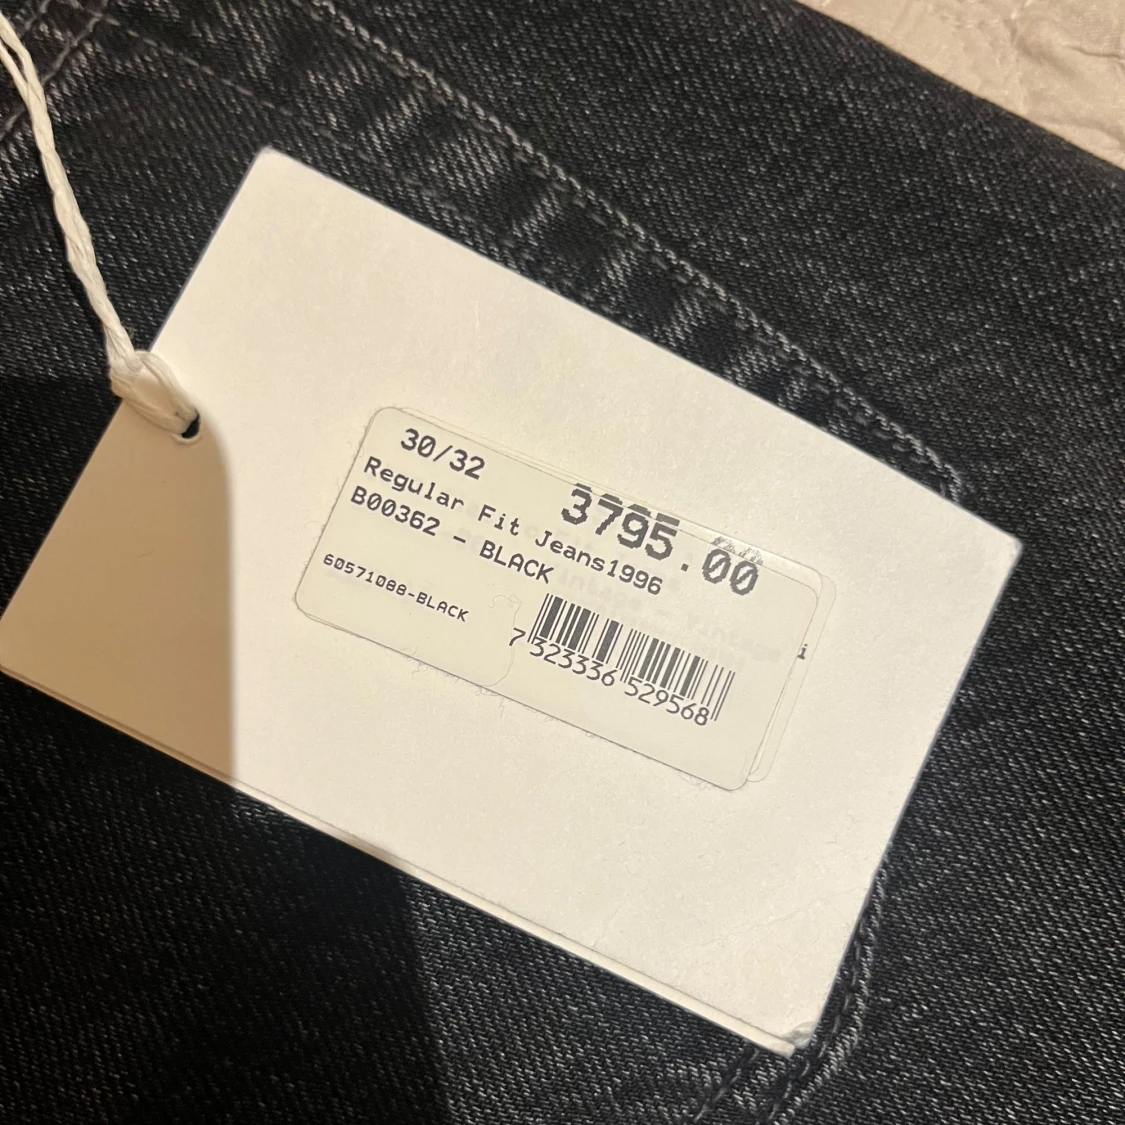 30/32
3795.00
Regular Fit Jeans1996
B00362 - BLACK
60571088-BLACK
7 323336 529568